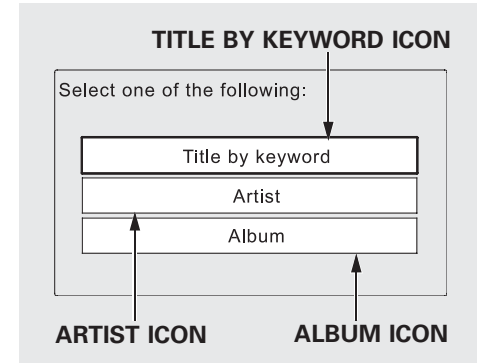 TITLE BY KEYWORD ICON
Select one of the following:
Title by keyword
Artist
Album
ARTIST ICON
ALBUM ICON